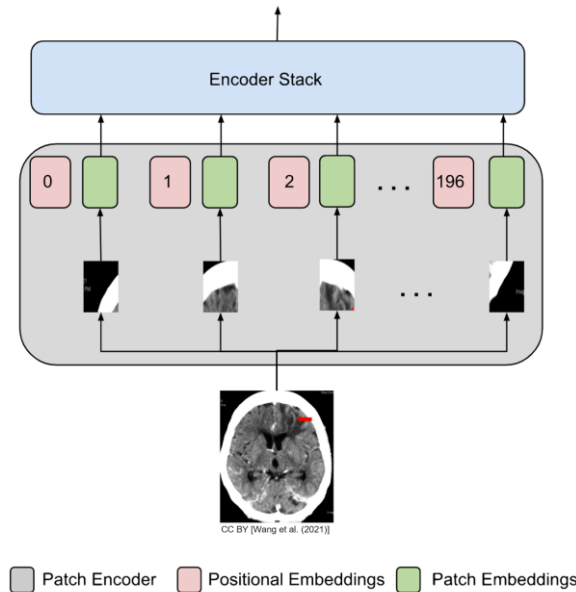 Encoder Stack
0
1
2
. . .
196
. . .
CC BY [Wang et al. (2021)]
Patch Encoder
Positional Embeddings
Patch Embeddings